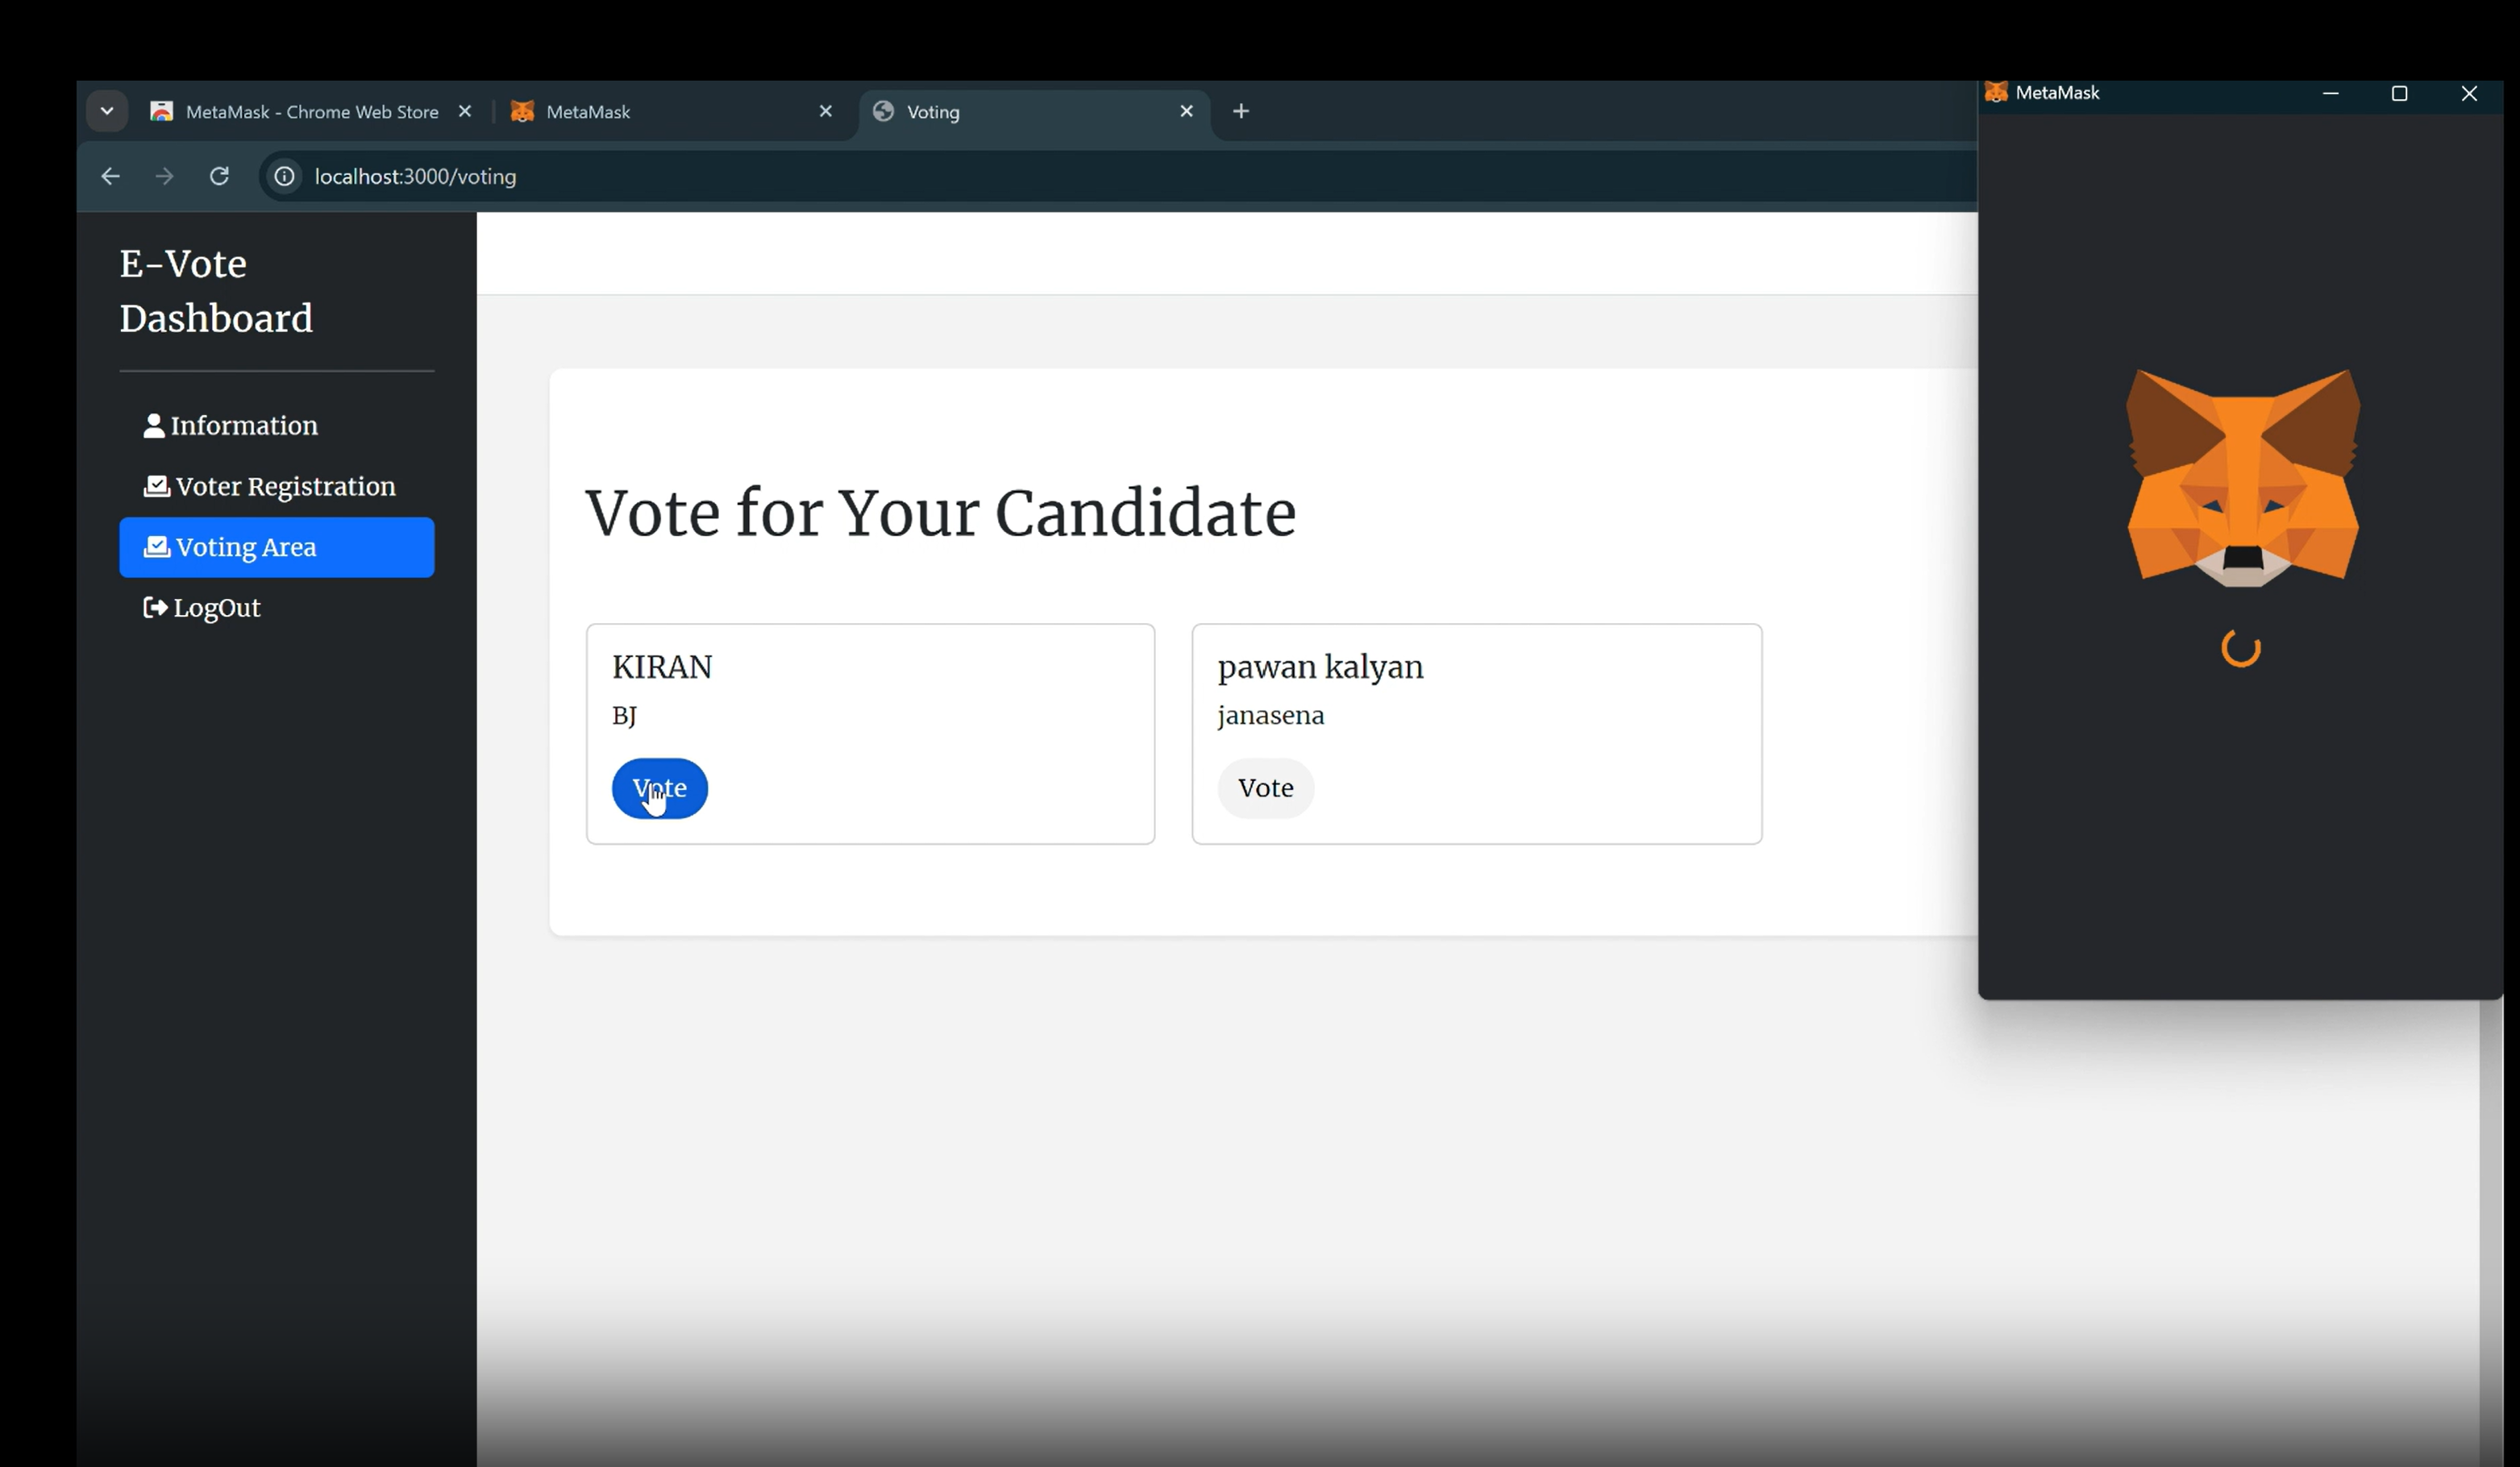 MetaMask - Chrome Web Store
MetaMask
Voting
MetaMask
localhost:3000/voting
E-Vote
Dashboard
Information
Voter Registration
Voting Area
LogOut
Vote for Your Candidate
KIRAN
BJ
Vote
pawan kalyan
janasena
Vote